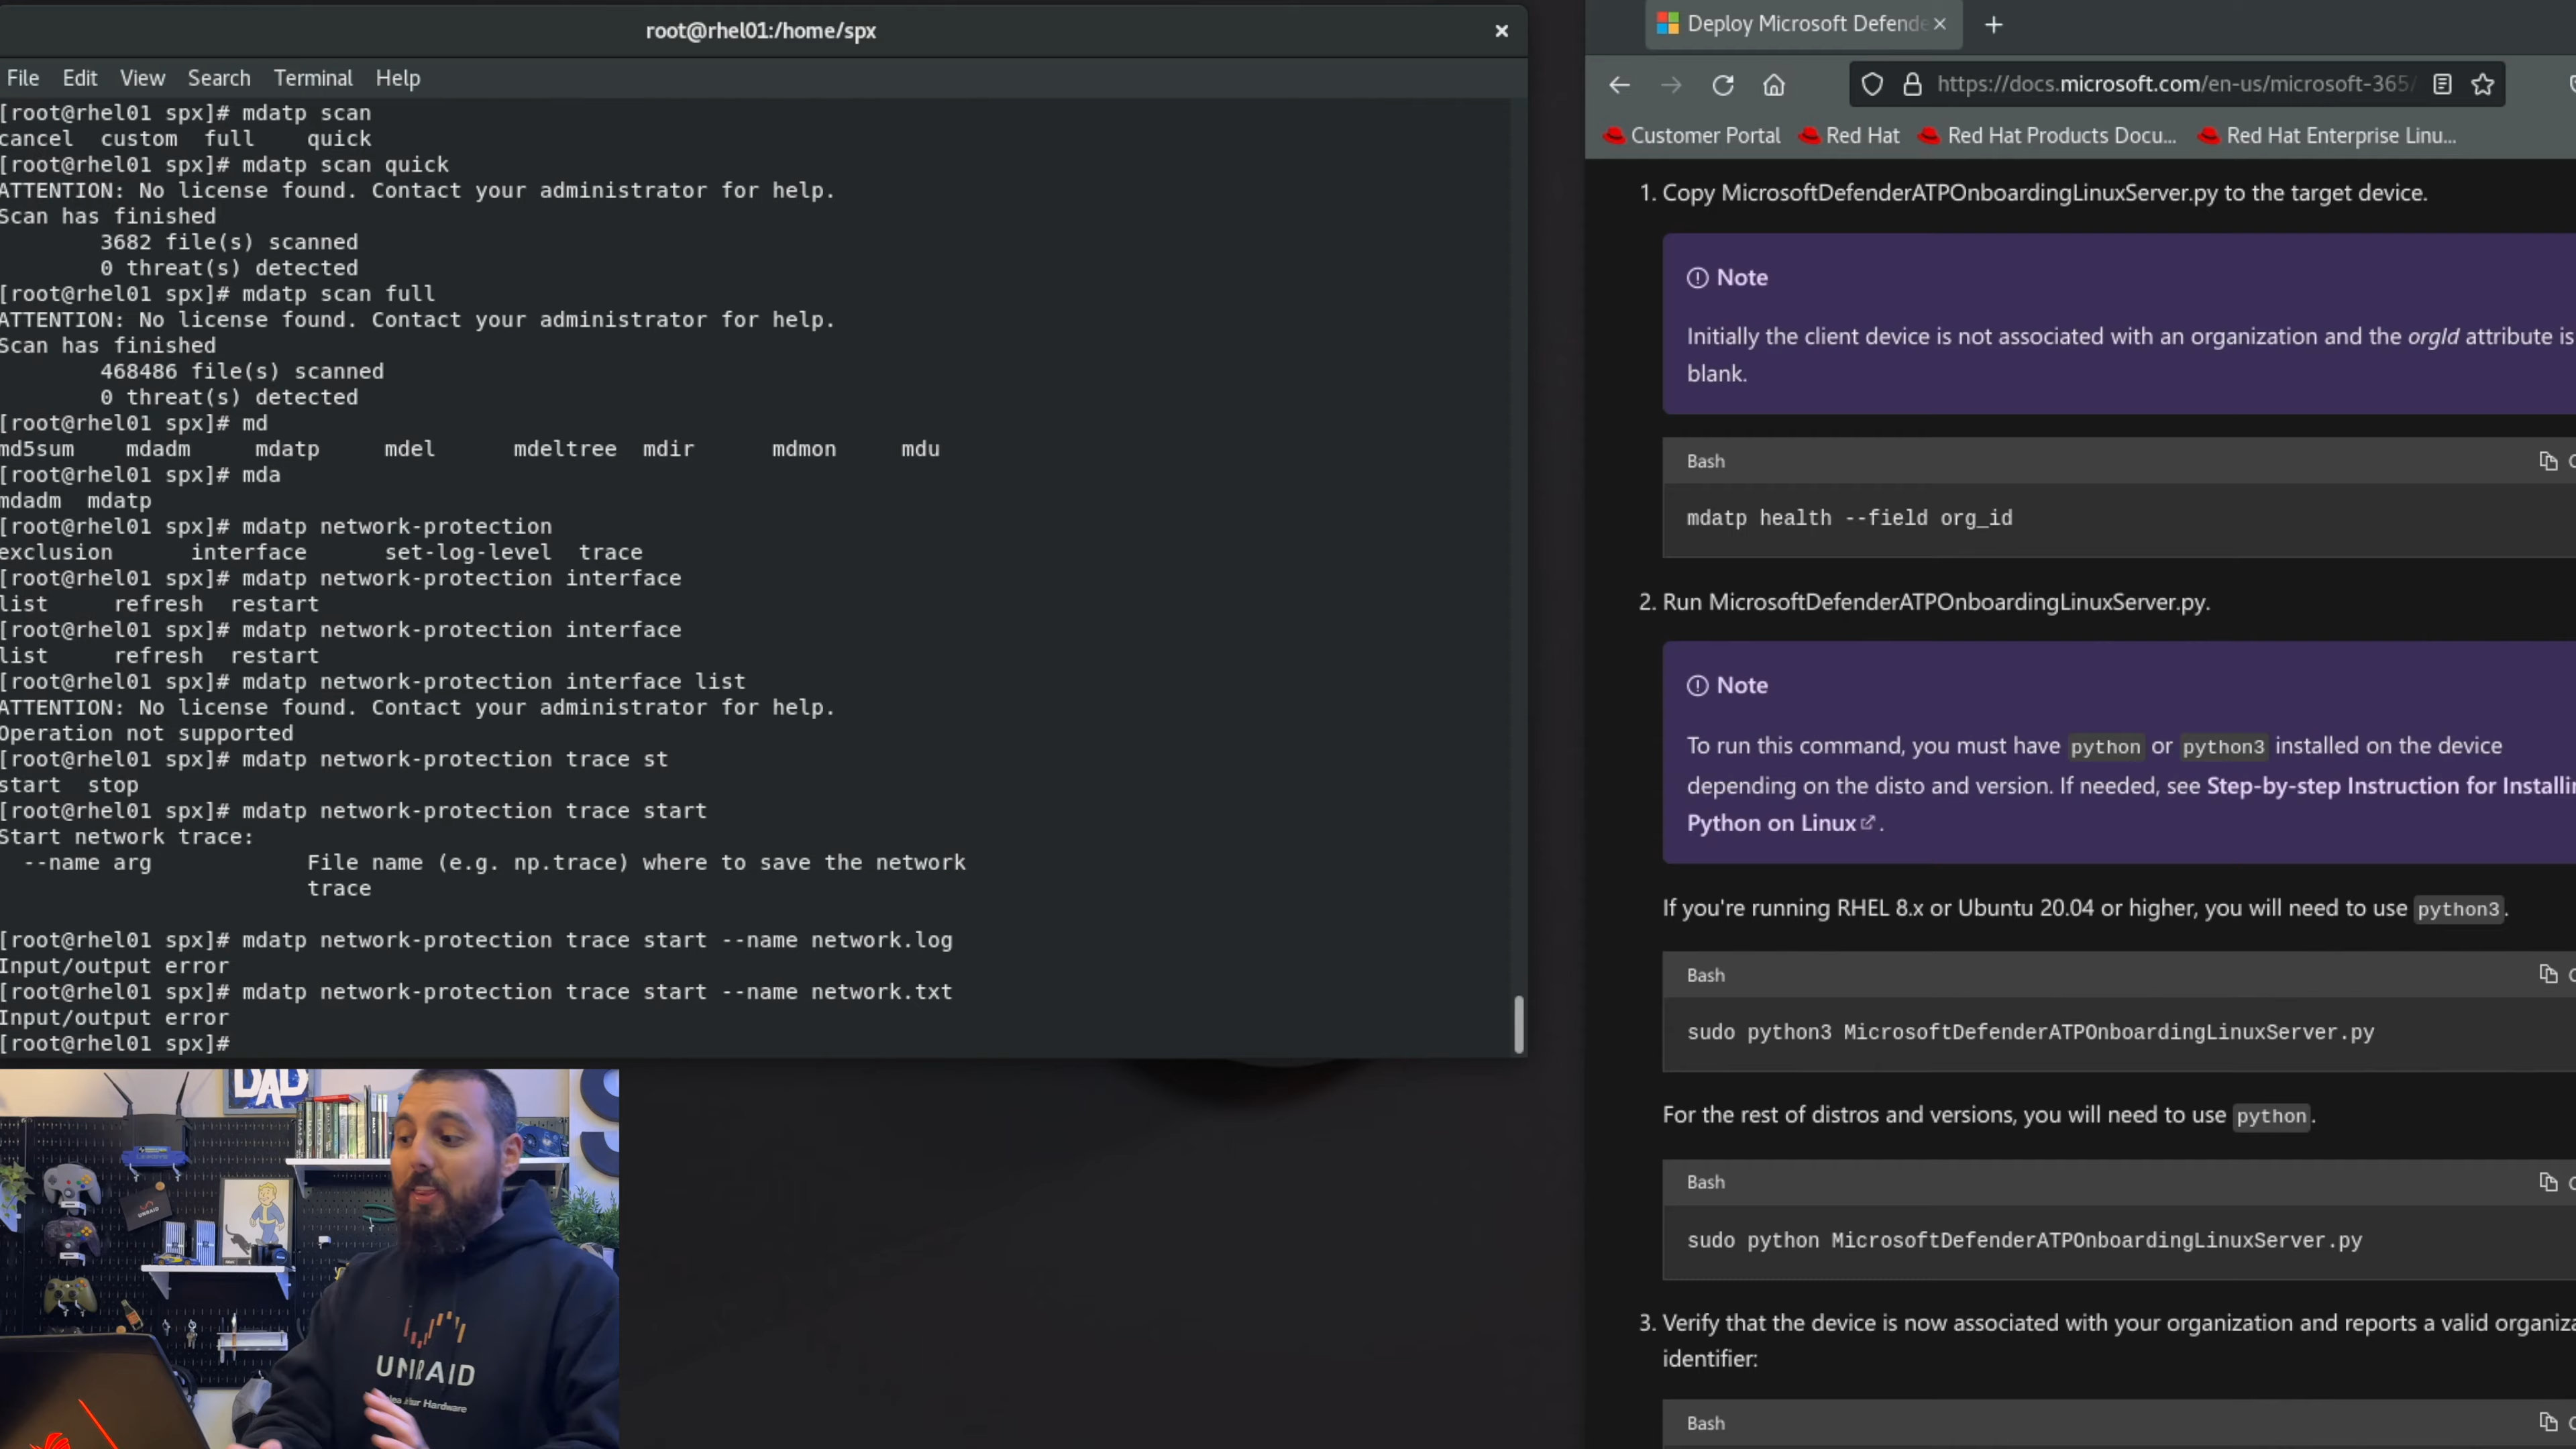 root@rhel01:/home/spx
File Edit View Search Terminal Help
[root@rhel01 spx]# mdatp scan
cancel custom full quick
[root@rhel01 spx]# mdatp scan quick
ATTENTION: No license found. Contact your administrator for help.
Scan has finished
3682 file(s) scanned
0 threat(s) detected
[root@rhel01 spx]# mdatp scan full
ATTENTION: No license found. Contact your administrator for help.
Scan has finished
468486 file(s) scanned
0 threat(s) detected
[root@rhel01 spx]# md
md5sum mdadm mdatp mdel mdeltree mdir mdmon mdu
[root@rhel01 spx]# mda
mdadm mdatp
[root@rhel01 spx]# mdatp network-protection
exclusion interface set-log-level trace
[root@rhel01 spx]# mdatp network-protection interface
list refresh restart
[root@rhel01 spx]# mdatp network-protection interface
list refresh restart
[root@rhel01 spx]# mdatp network-protection interface list
ATTENTION: No license found. Contact your administrator for help.
Operation not supported
[root@rhel01 spx]# mdatp network-protection trace st
start stop
[root@rhel01 spx]# mdatp network-protection trace start
Start network trace:
--name arg File name (e.g. np.trace) where to save the network
trace
[root@rhel01 spx]# mdatp network-protection trace start --name network.log
Input/output error
[root@rhel01 spx]# mdatp network-protection trace start --name network.txt
Input/output error
[root@rhel01 spx]#
DAD
UNRAID
UNRAID
Hardware
Deploy Microsoft Defende
https://docs.microsoft.com/en-us/microsoft-365/
Customer Portal Red Hat Red Hat Products Docu... Red Hat Enterprise Linu...
1. Copy MicrosoftDefenderATPOnboardingLinuxServer.py to the target device.
Note
Initially the client device is not associated with an organization and the orgId attribute is
blank.
Bash
mdatp health --field org_id
2. Run MicrosoftDefenderATPOnboardingLinuxServer.py.
Note
To run this command, you must have python or python3 installed on the device
depending on the disto and version. If needed, see Step-by-step Instruction for Installin
Python on Linux .
If you're running RHEL 8.x or Ubuntu 20.04 or higher, you will need to use python3.
Bash
sudo python3 MicrosoftDefenderATPOnboardingLinuxServer.py
For the rest of distros and versions, you will need to use python.
Bash
sudo python MicrosoftDefenderATPOnboardingLinuxServer.py
3. Verify that the device is now associated with your organization and reports a valid organiza
identifier:
Bash